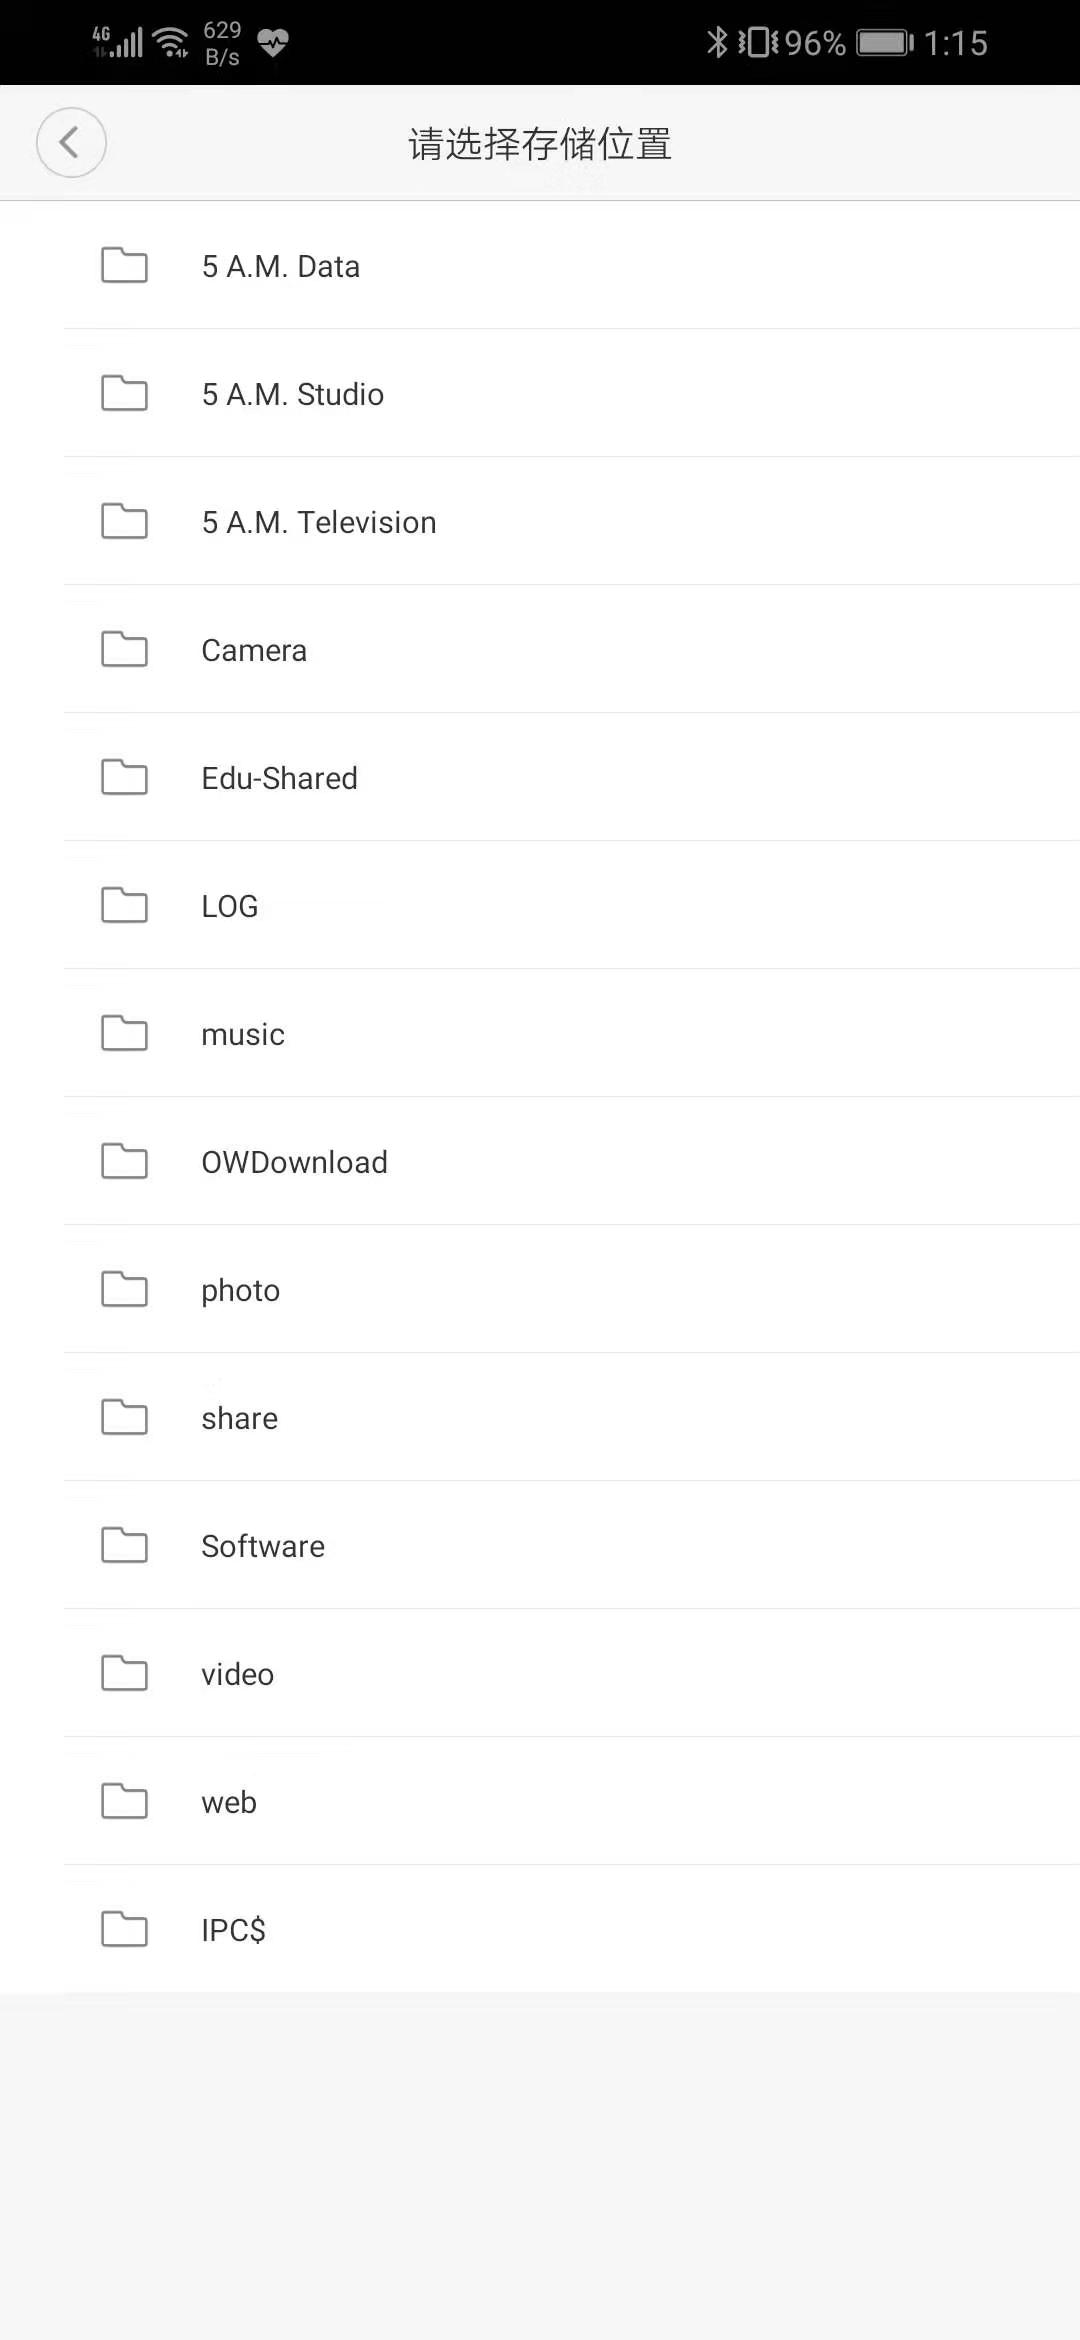 4G 629 B/s 96% 1:15
请选择存储位置
5 A.M. Data
5 A.M. Studio
5 A.M. Television
Camera
Edu-Shared
LOG
music
OWDownload
photo
share
Software
video
web
IPC$